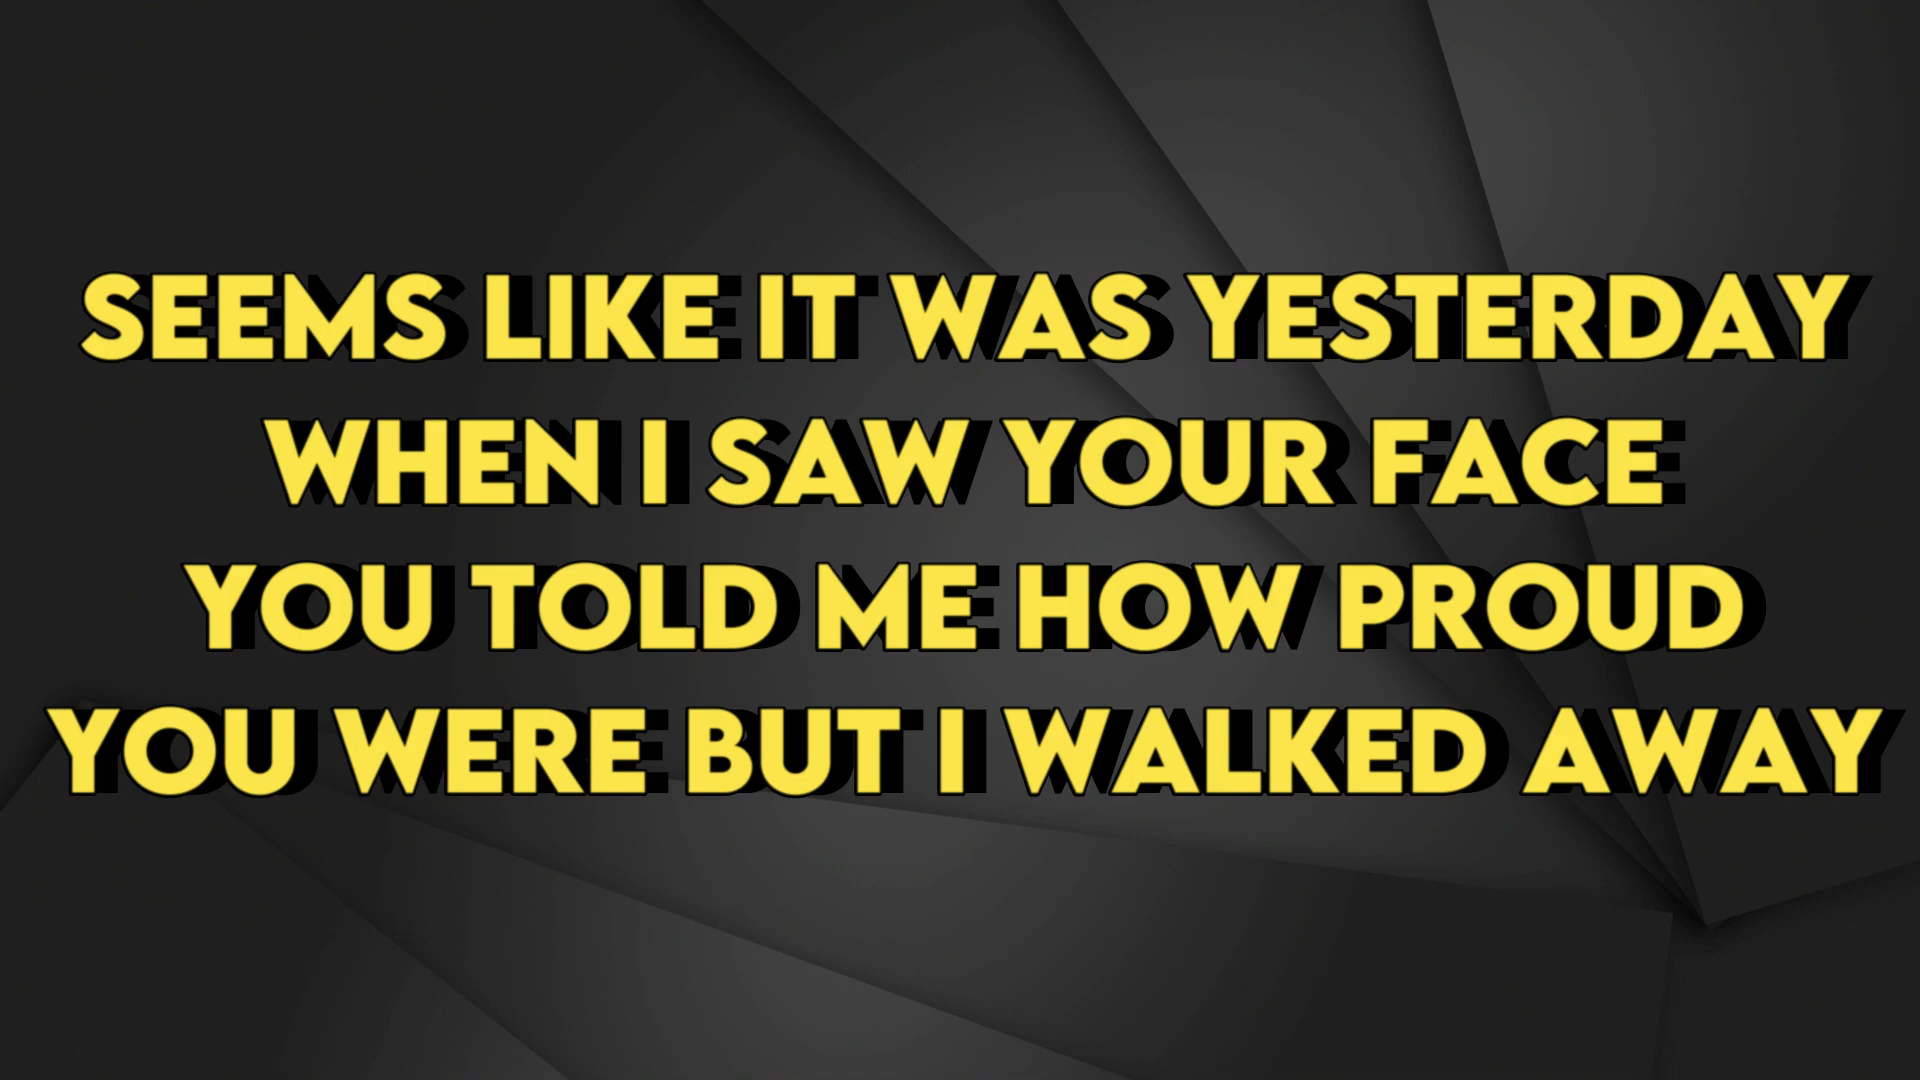 SEEMS LIKE IT WAS YESTERDAY
WHEN I SAW YOUR FACE
YOU TOLD ME HOW PROUD
YOU WERE BUT I WALKED AWAY